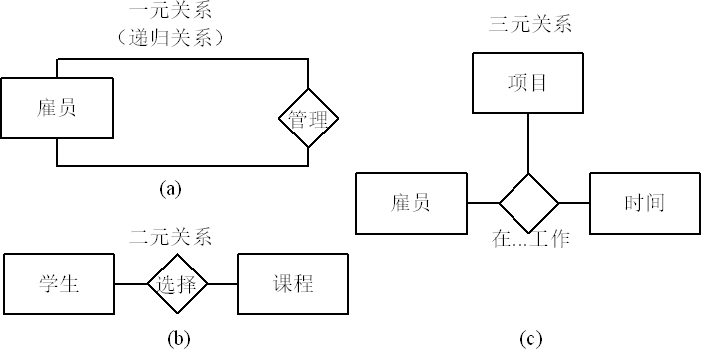 一元关系
（递归关系）
雇员
管理
(a)
二元关系
学生
选择
课程
(b)
三元关系
项目
雇员
时间
在...工作
(c)